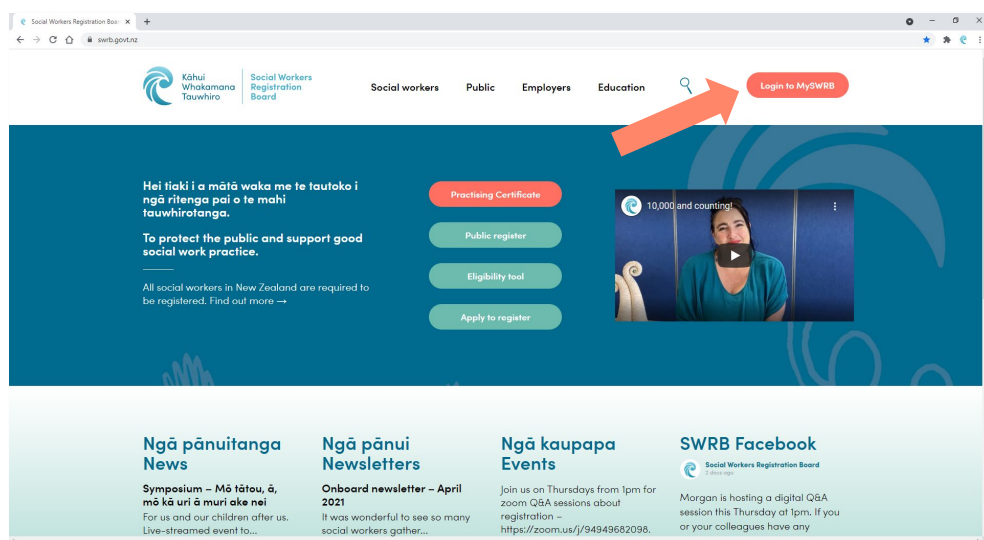 Social Workers Registration Boa
swrb.govt.nz
Kāhui
Whakamana
Tauwhiro
Social Workers
Registration
Board
Social workers
Public
Employers
Education
Login to MySWRB
Hei tiaki i a mātā waka me te tautoko i
ngā ritenga pai o te mahi
tauwhirotanga.
To protect the public and support good
social work practice.
All social workers in New Zealand are required to
be registered. Find out more →
Practising Certificate
Public register
Eligibility tool
Apply to register
10,000 and counting!
Ngā pānuitanga
News
Symposium – Mō tātou, ā,
mō kā uri ā muri ake nei
For us and our children after us.
Live-streamed event to...
Ngā pānui
Newsletters
Onboard newsletter – April
2021
It was wonderful to see so many
social workers gather...
Ngā kaupapa
Events
Join us on Thursdays from 1pm for
zoom Q&A sessions about
registration –
https://zoom.us/j/94949682098.
SWRB Facebook
Social Workers Registration Board
2 days ago
Morgan is hosting a digital Q&A
session this Thursday at 1pm. If you
or your colleagues have any